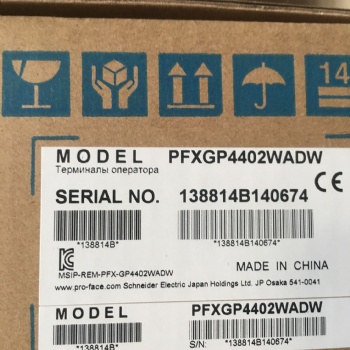 14
MODEL PFXGP4402WADW
Терминалы оператора
SERIAL NO. 138814B140674
CE
*138814B* *138814B140674*
MSIP-REM-PFX-GP4402WADW
MADE IN CHINA
www.pro-face.com Schneider Electric Japan Holdings Ltd. JP Osaka 541-0041
MODEL PFXGP4402WADW
S/N: *138814B140674*